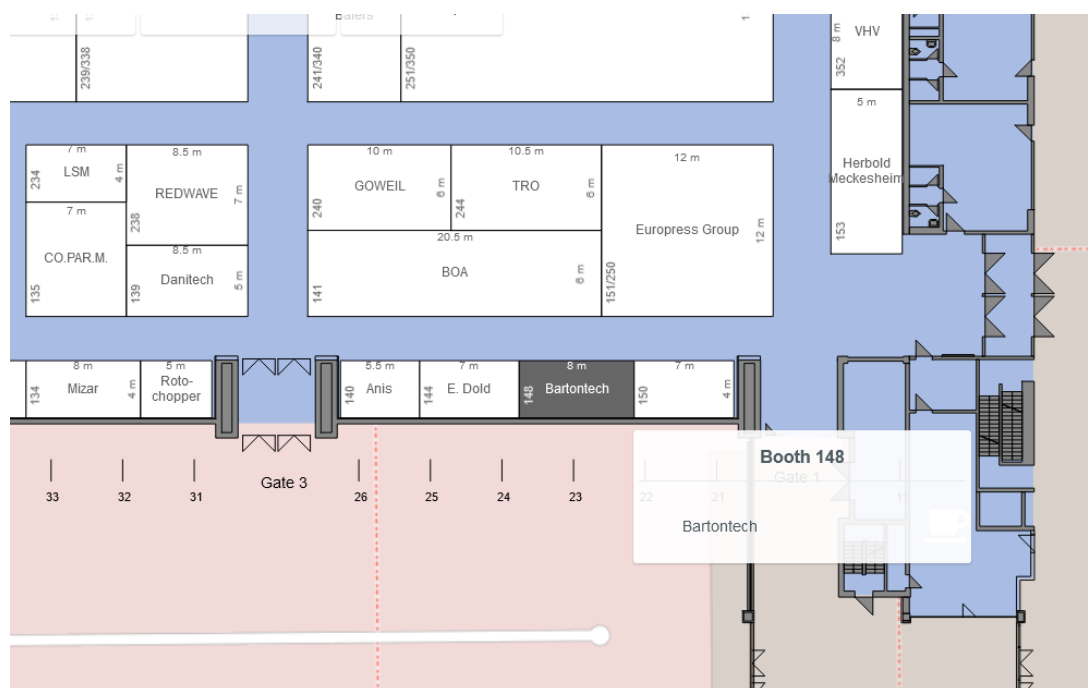 Balers
239/338
241/340
251/350
8 m
VHV
352
5 m
Herbold
Meckesheim
153
7 m
LSM
4 m
234
8.5 m
REDWAVE
7 m
238
10 m
GOWEIL
6 m
240
10.5 m
TRO
6 m
244
12 m
Europress Group
12 m
151/250
7 m
CO.PAR.M.
135
8.5 m
Danitech
5 m
139
20.5 m
BOA
6 m
141
8 m
Mizar
4 m
134
5 m
Roto-
chopper
5.5 m
Anis
140
7 m
E. Dold
144
8 m
Bartontech
148
7 m
4 m
150
Booth 148
Bartontech
Gate 3
Gate 1
33
32
31
26
25
24
23
22
21